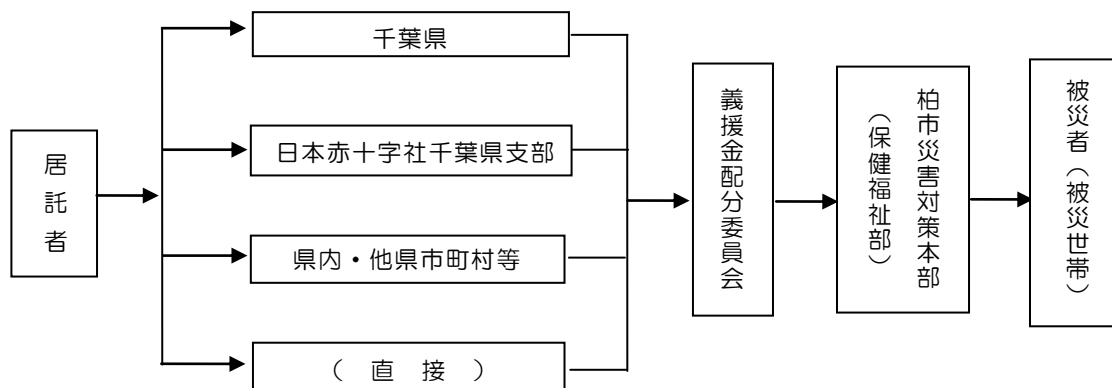 居託者
千葉県
日本赤十字社千葉県支部
県内・他県市町村等
（ 直 接 ）
義援金配分委員会
柏市災害対策本部
（保健福祉部）
被災者（被災世帯）